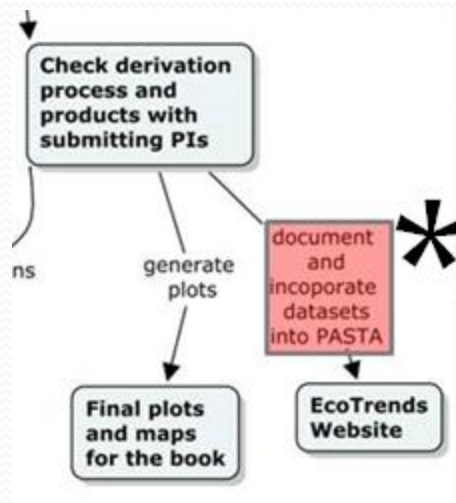 Check derivation
process and
products with
submitting PIs
ns
generate
plots
document
and
incoporate
datasets
into PASTA
*
Final plots
and maps
for the book
EcoTrends
Website